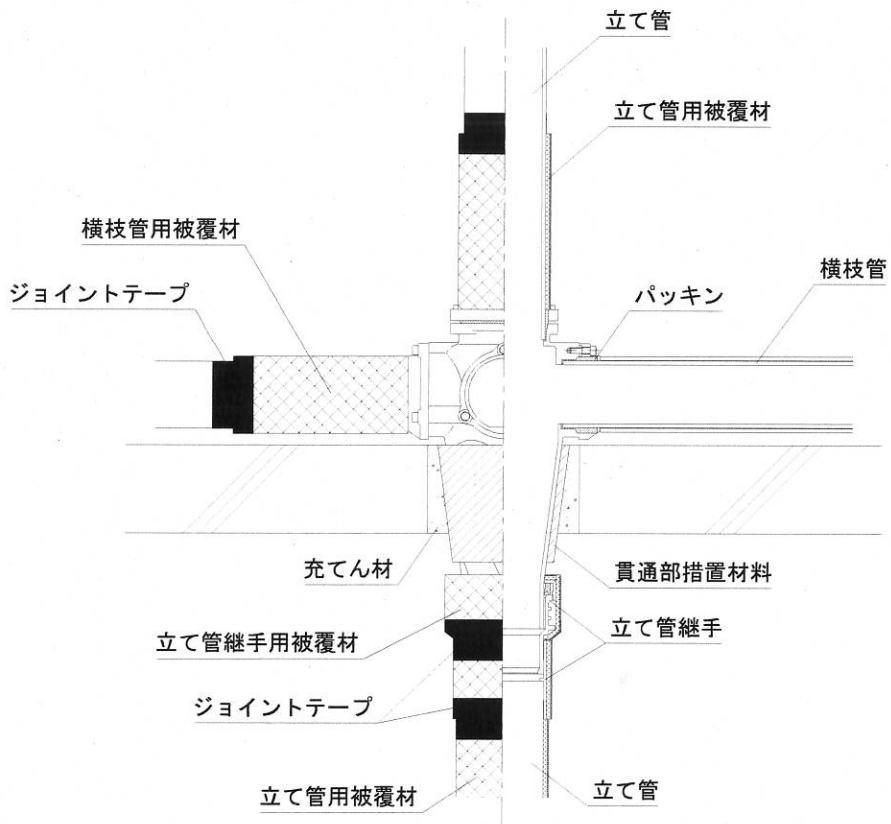 立て管
立て管用被覆材
横枝管用被覆材
横枝管
ジョイントテープ
パッキン
充てん材
貫通部措置材料
立て管継手用被覆材
立て管継手
ジョイントテープ
立て管用被覆材
立て管